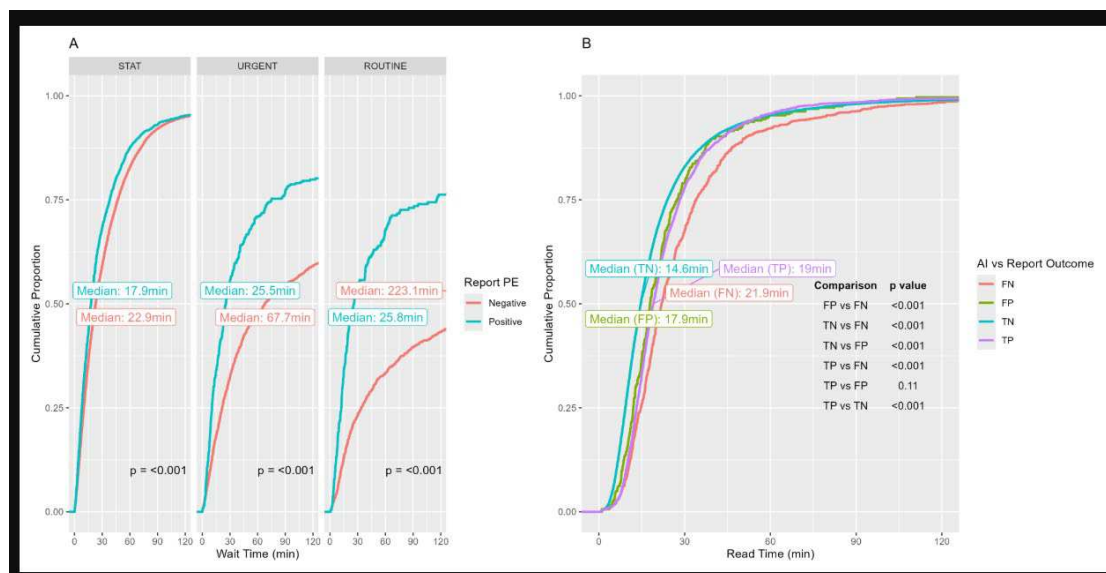 A
STAT
URGENT
ROUTINE
1.00
0.75
0.50
0.25
0.00
Cumulative Proportion
Median: 17.9min
Median: 22.9min
Median: 25.5min
Median: 67.7min
Median: 223.1min
Median: 25.8min
p = <0.001
p = <0.001
p = <0.001
0 30 60 90 120
0 30 60 90 120
0 30 60 90 120
Wait Time (min)
Report PE
Negative
Positive
B
1.00
0.75
0.50
0.25
0.00
Cumulative Proportion
Median (TN): 14.6min
Median (TP): 19min
Median (FN): 21.9min
Median (FP): 17.9min
Comparison p value
FP vs FN <0.001
TN vs FN <0.001
TN vs FP <0.001
TP vs FN <0.001
TP vs FP 0.11
TP vs TN <0.001
0 30 60 90 120
Read Time (min)
AI vs Report Outcome
FN
FP
TN
TP